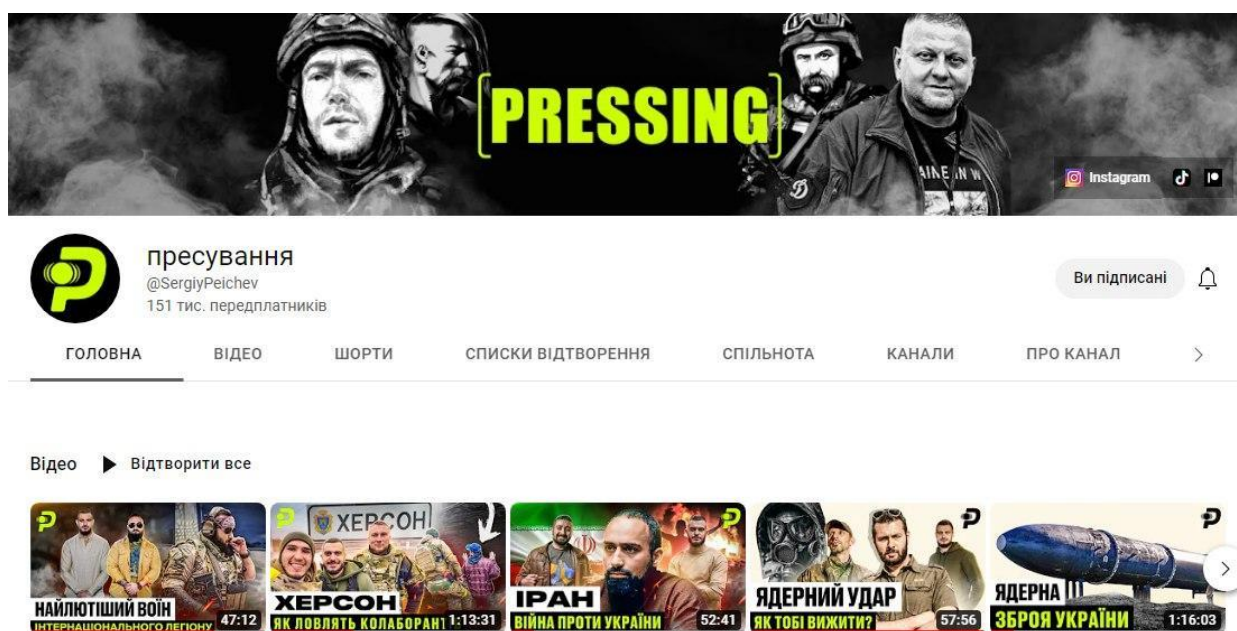 [PRESSING]
AINE IN W
Instagram
пресування
@SergiyPeichev
151 тис. передплатників
Ви підписані
ГОЛОВНА ВІДЕО ШОРТИ СПИСКИ ВІДТВОРЕННЯ СПІЛЬНОТА КАНАЛИ ПРО КАНАЛ
Відео Відтворити все
НАЙЛЮТІШИЙ ВОЇН
ІНТЕРНАЦІОНАЛЬНОГО ЛЕГІОНУ
47:12
ХЕРСОН
ХЕРСОН
ЯК ЛОВЛЯТЬ КОЛАБОРАНТ
1:13:31
ІРАН
ВІЙНА ПРОТИ УКРАЇНИ
52:41
ЯДЕРНИЙ УДАР
ЯК ТОБІ ВИЖИТИ?
57:56
ЯДЕРНА
ЗБРОЯ УКРАЇНИ
1:16:03